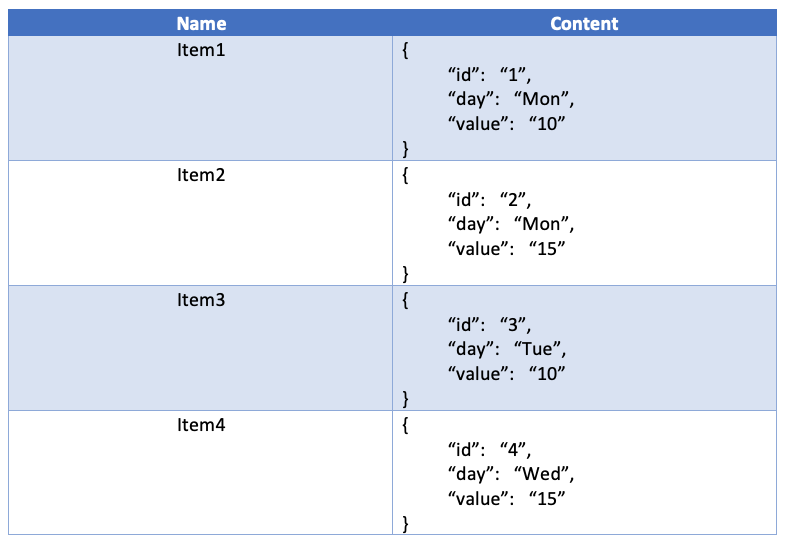 Name Content
Item1 {
“id”: “1”,
“day”: “Mon”,
“value”: “10”
}
Item2 {
“id”: “2”,
“day”: “Mon”,
“value”: “15”
}
Item3 {
“id”: “3”,
“day”: “Tue”,
“value”: “10”
}
Item4 {
“id”: “4”,
“day”: “Wed”,
“value”: “15”
}